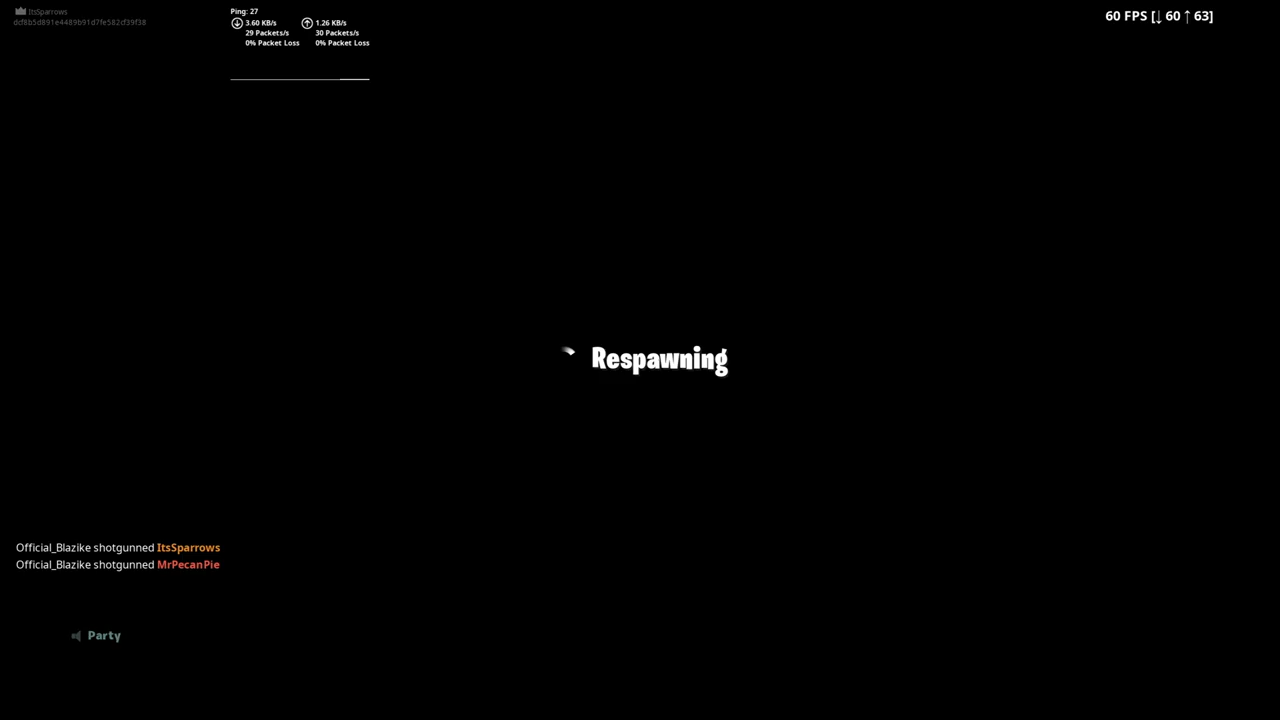 ItsSparrows
dcf8b5d891e4489b91d7fe582cf39f38
Ping: 27
3.60 KB/s 1.26 KB/s
29 Packets/s 30 Packets/s
0% Packet Loss 0% Packet Loss
60 FPS [↓ 60 ↑ 63]
Respawning
Official_Blazike shotgunned ItsSparrows
Official_Blazike shotgunned MrPecanPie
Party